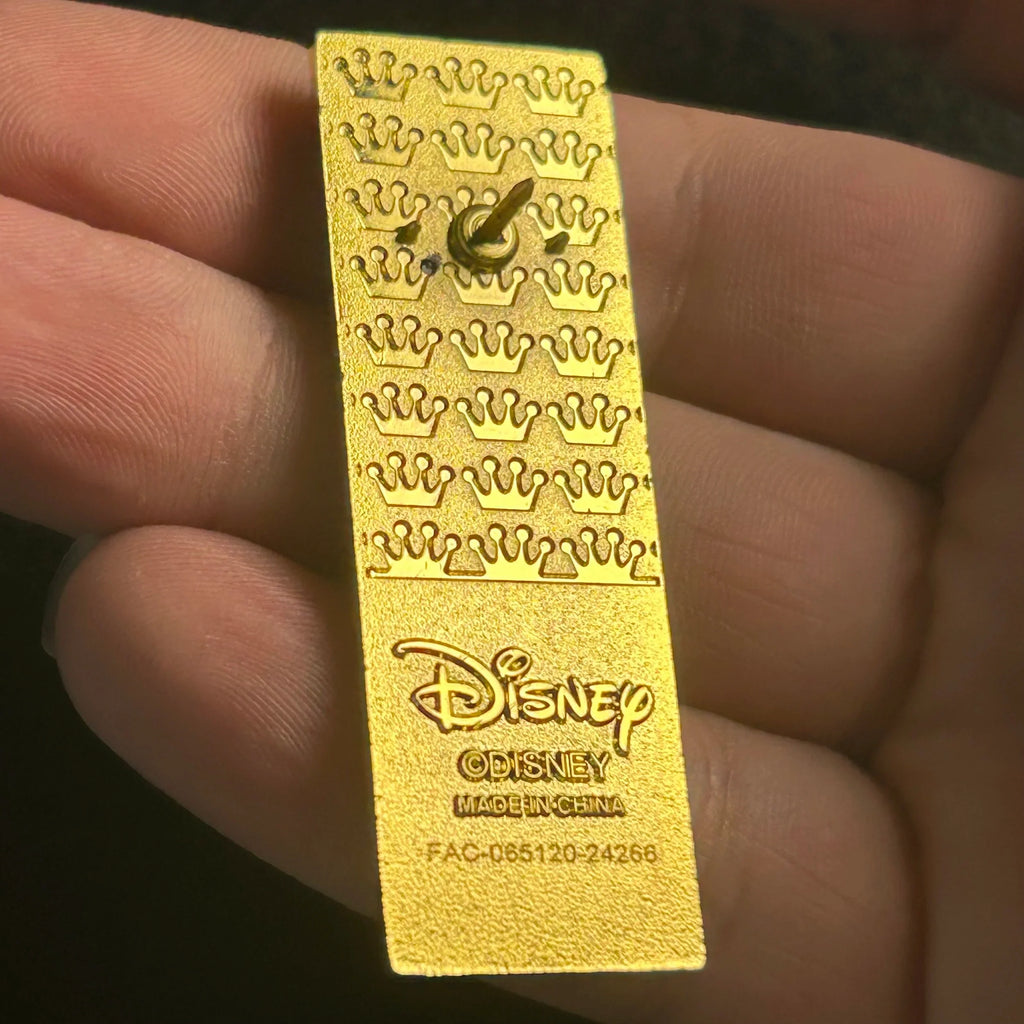 Disney
©DISNEY
MADE IN CHINA
FAC-065120-24266